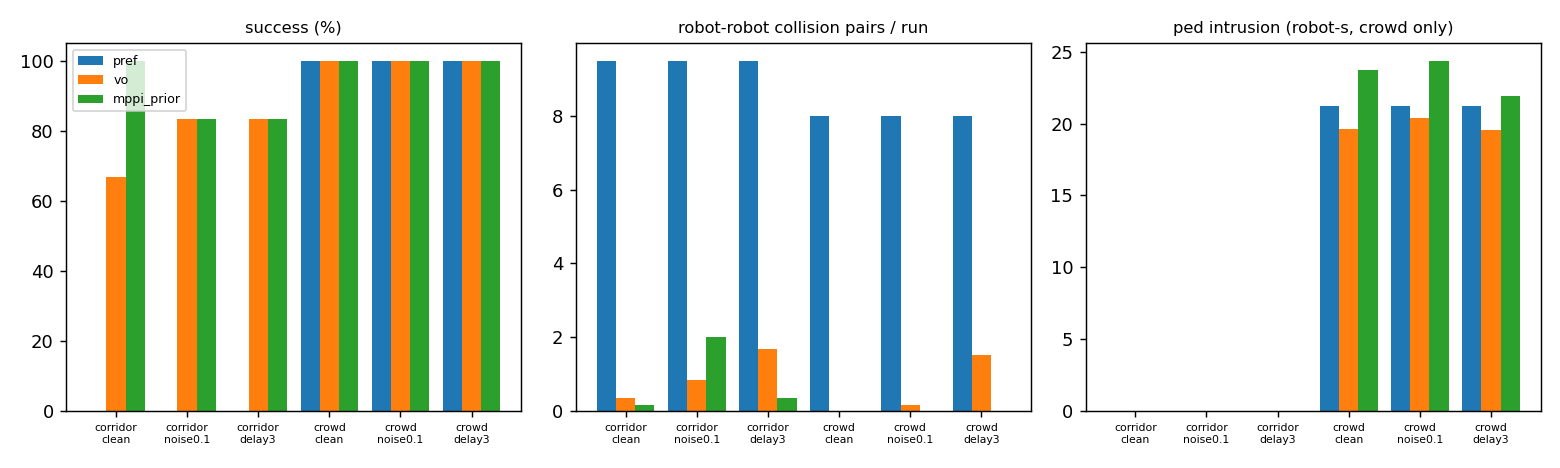 success (%)
100
80
60
40
20
0
pref
vo
mppi_prior
corridor
clean
corridor
noise0.1
corridor
delay3
crowd
clean
crowd
noise0.1
crowd
delay3
robot-robot collision pairs / run
8
6
4
2
0
corridor
clean
corridor
noise0.1
corridor
delay3
crowd
clean
crowd
noise0.1
crowd
delay3
ped intrusion (robot-s, crowd only)
25
20
15
10
5
0
corridor
clean
corridor
noise0.1
corridor
delay3
crowd
clean
crowd
noise0.1
crowd
delay3